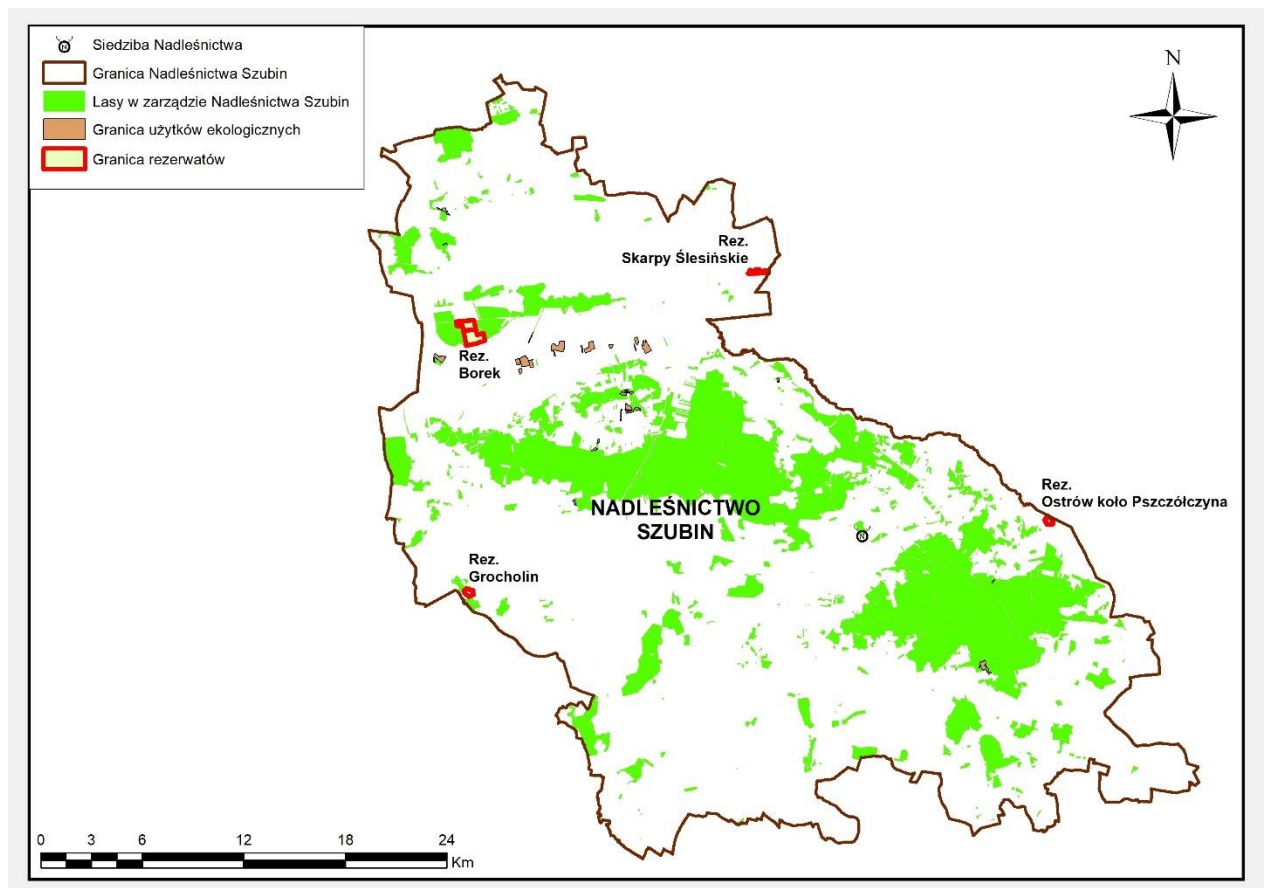 Siedziba Nadleśnictwa
Granica Nadleśnictwa Szubin
Lasy w zarządzie Nadleśnictwa Szubin
Granica użytków ekologicznych
Granica rezerwatów
N
Rez.
Skarpy Ślesińskie
Rez.
Borek
NADLEŚNICTWO
SZUBIN
Rez.
Ostrów koło Pszczółczyna
N
Rez.
Grocholin
0 3 6 12 18 24
Km